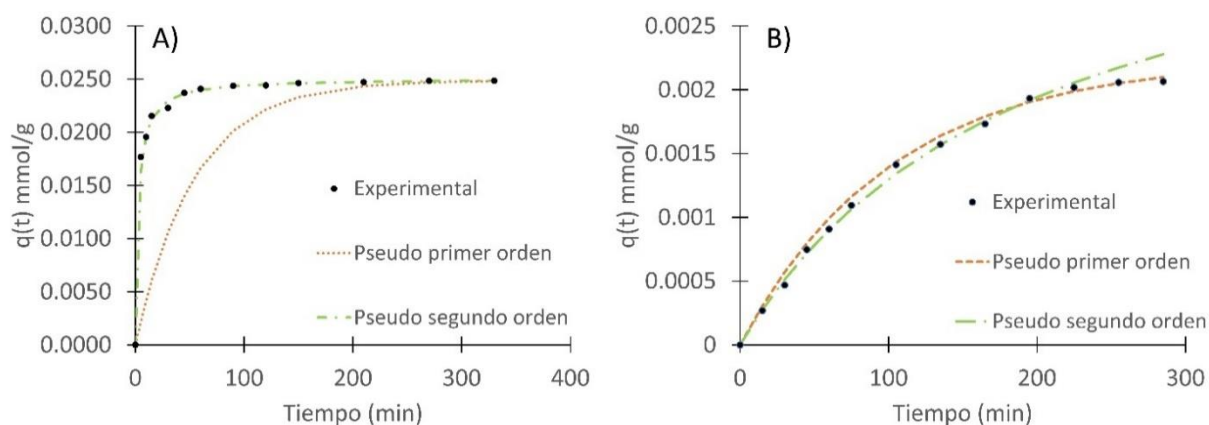 A)
q(t) mmol/g
0.0300
0.0250
0.0200
0.0150
0.0100
0.0050
0.0000
Experimental
Pseudo primer orden
Pseudo segundo orden
0 100 200 300 400
Tiempo (min)
B)
q(t) mmol/g
0.0025
0.002
0.0015
0.001
0.0005
0
Experimental
Pseudo primer orden
Pseudo segundo orden
0 100 200 300
Tiempo (min)